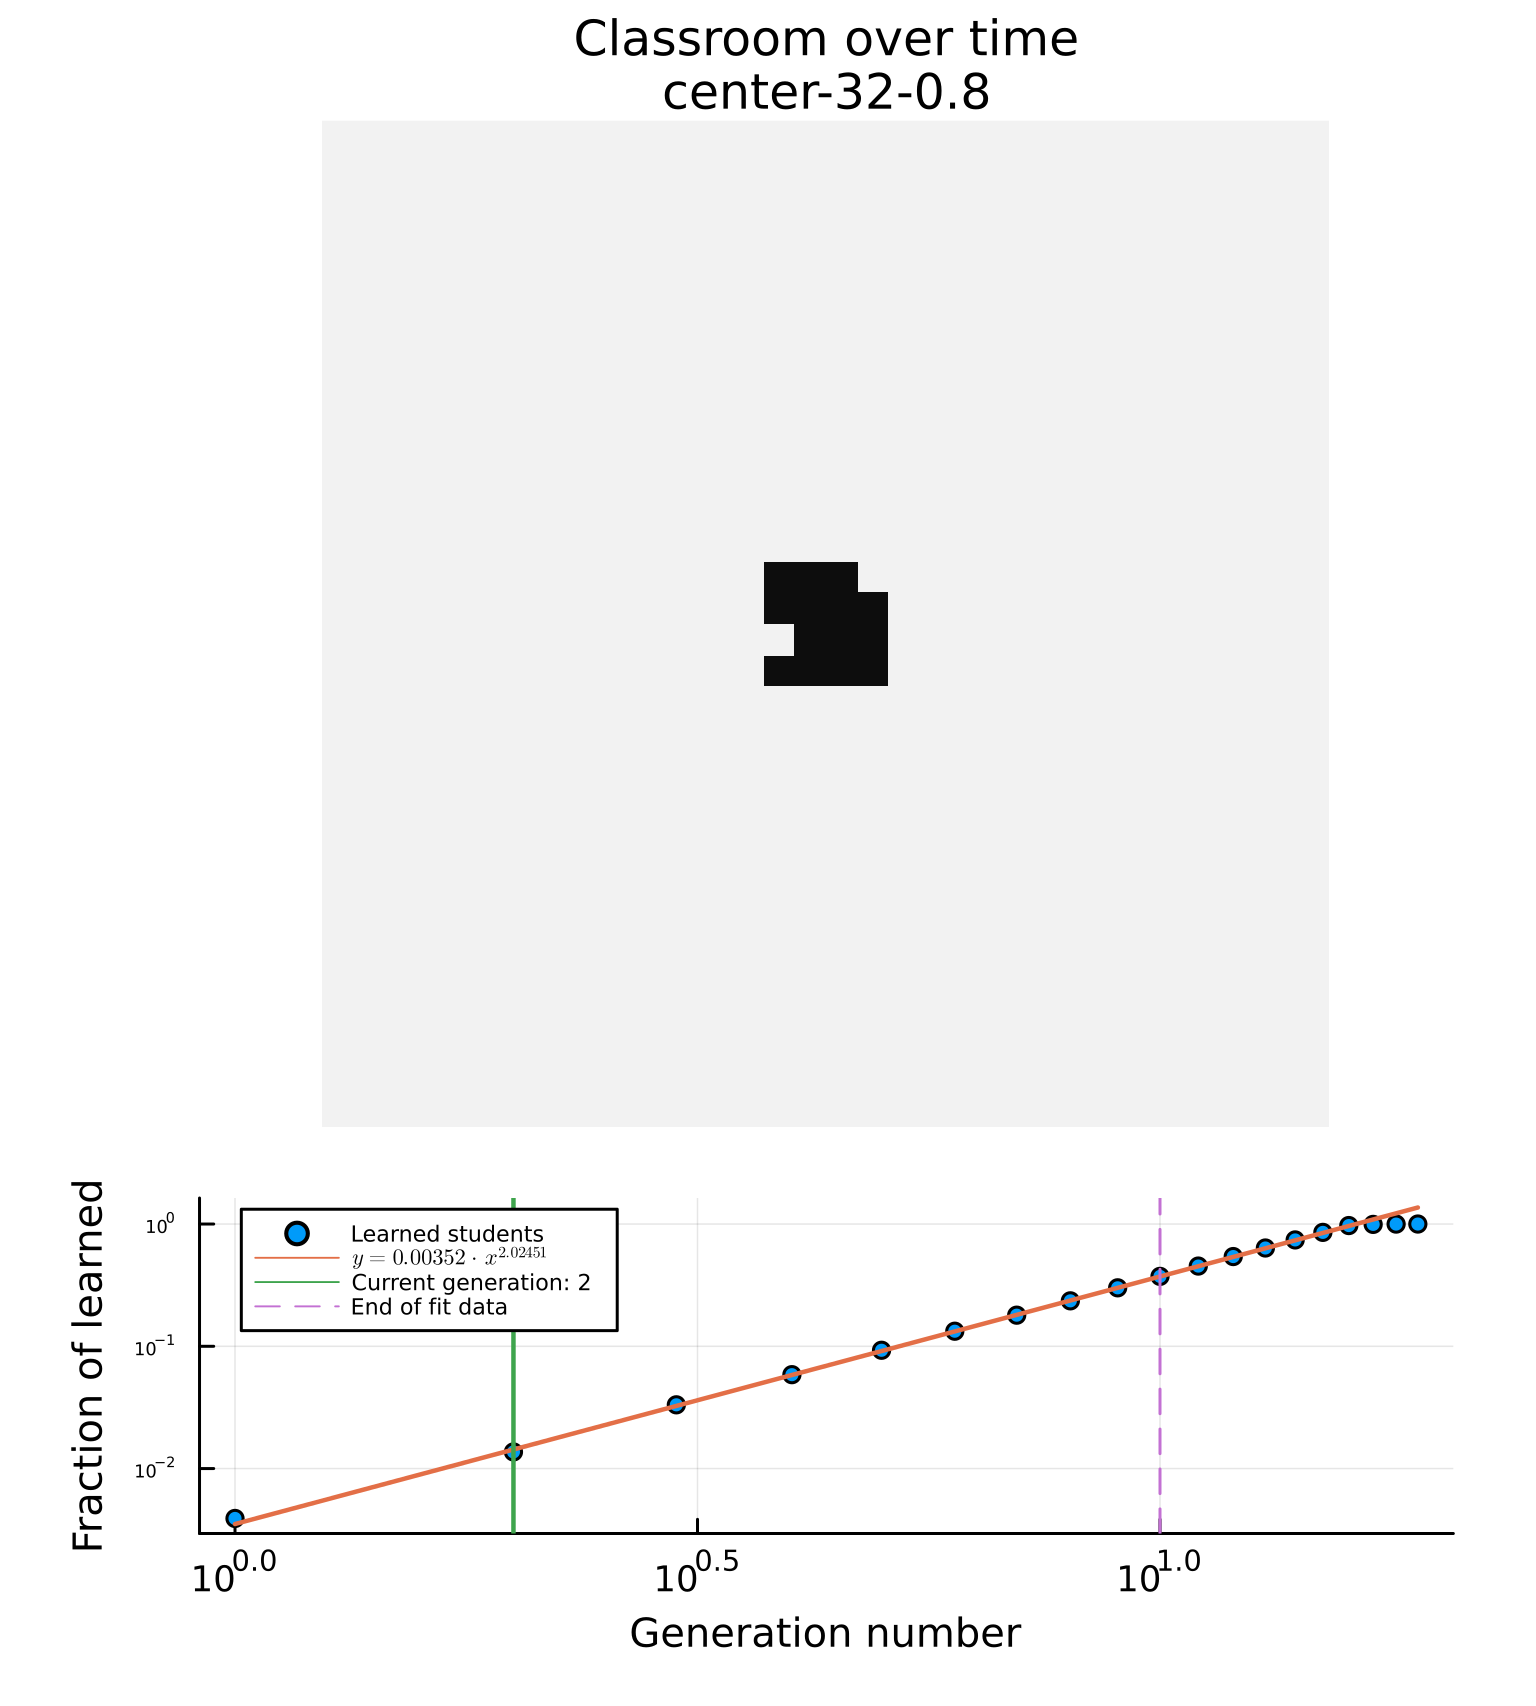 Classroom over time
center-32-0.8
Fraction of learned
10⁰
10⁻¹
10⁻²
Learned students
y = 0.00352 · x^2.02451
Current generation: 2
End of fit data
10^0.0
10^0.5
10^1.0
Generation number